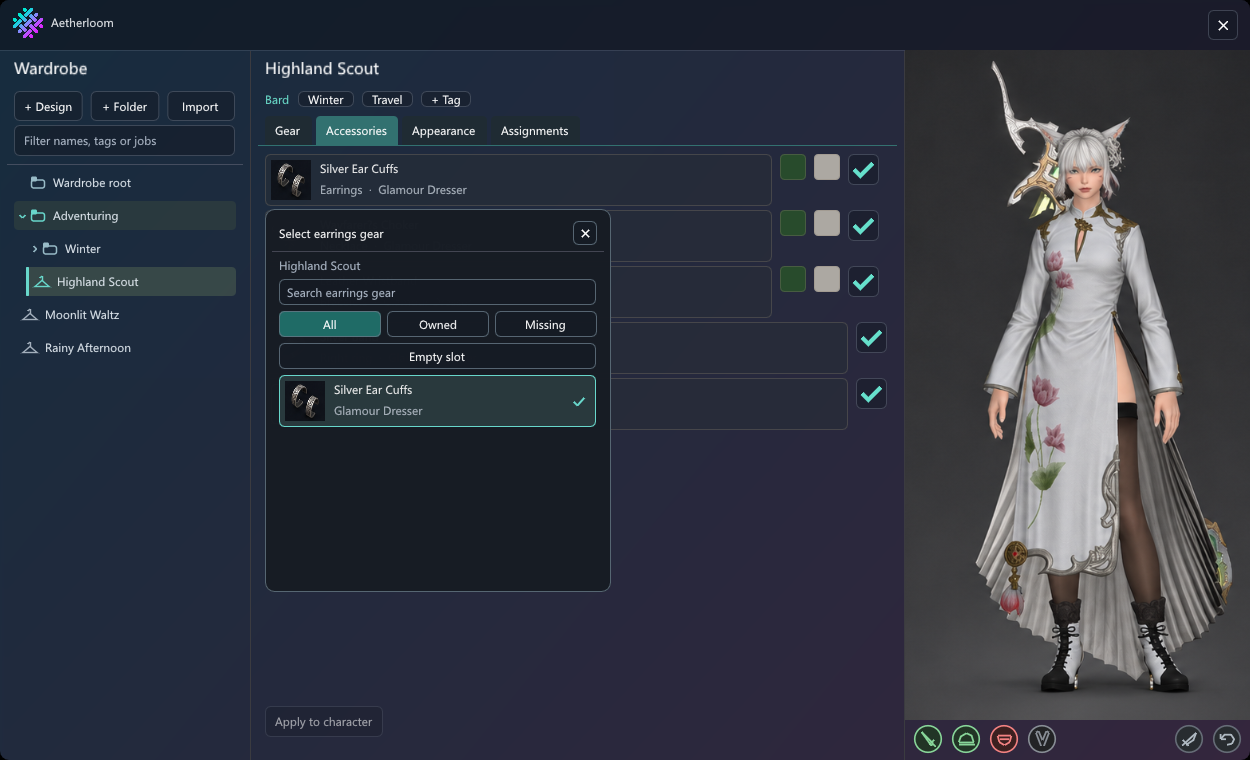 Aetherloom
Wardrobe
+ Design
+ Folder
Import
Filter names, tags or jobs
Wardrobe root
Adventuring
Winter
Highland Scout
Moonlit Waltz
Rainy Afternoon
Highland Scout
Bard
Winter
Travel
+ Tag
Gear
Accessories
Appearance
Assignments
Silver Ear Cuffs
Earrings · Glamour Dresser
Select earrings gear
Highland Scout
Search earrings gear
All
Owned
Missing
Empty slot
Silver Ear Cuffs
Glamour Dresser
Apply to character